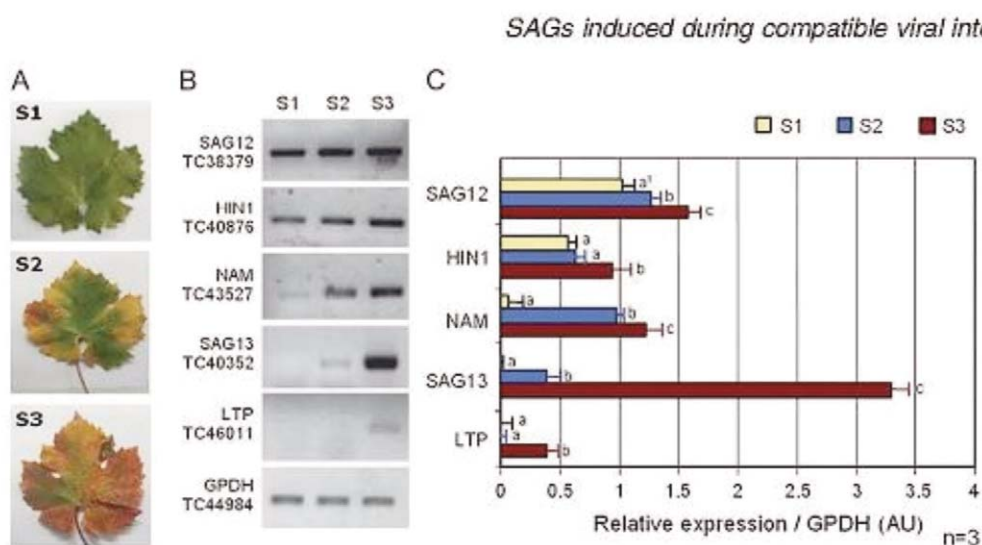 SAGs induced during compatible viral inte
A
S1
S2
S3
B
S1 S2 S3
SAG12
TC38379
HIN1
TC40876
NAM
TC43527
SAG13
TC40352
LTP
TC46011
GPDH
TC44984
C
S1 S2 S3
SAG12
a¹
b
c
HIN1
a
a
b
NAM
a
b
c
SAG13
a
b
c
LTP
a
a
b
0 0.5 1 1.5 2 2.5 3 3.5 4
Relative expression / GPDH (AU)
n=3